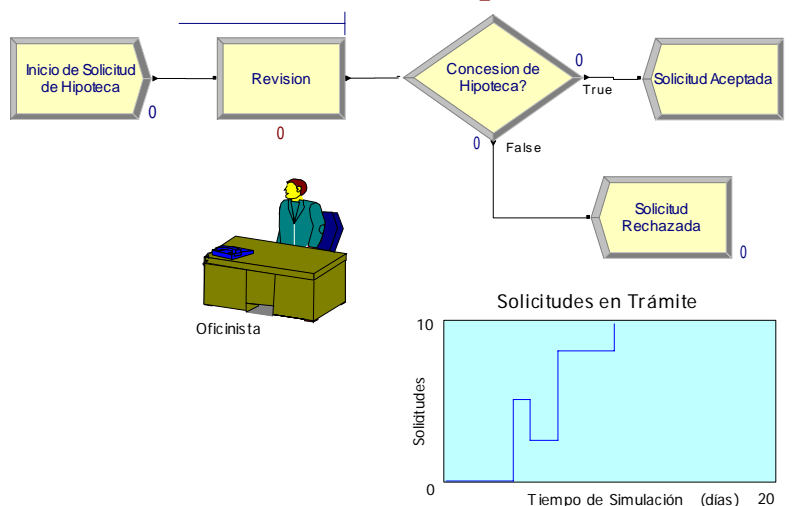 Inicio de Solicitud
de Hipoteca
0
Revision
0
Concesion de
Hipoteca?
0
True
0
False
Solicitud Aceptada
Solicitud
Rechazada
0
Oficinista
Solicitudes en Trámite
10
Solicitudes
0
Tiempo de Simulación (días) 20